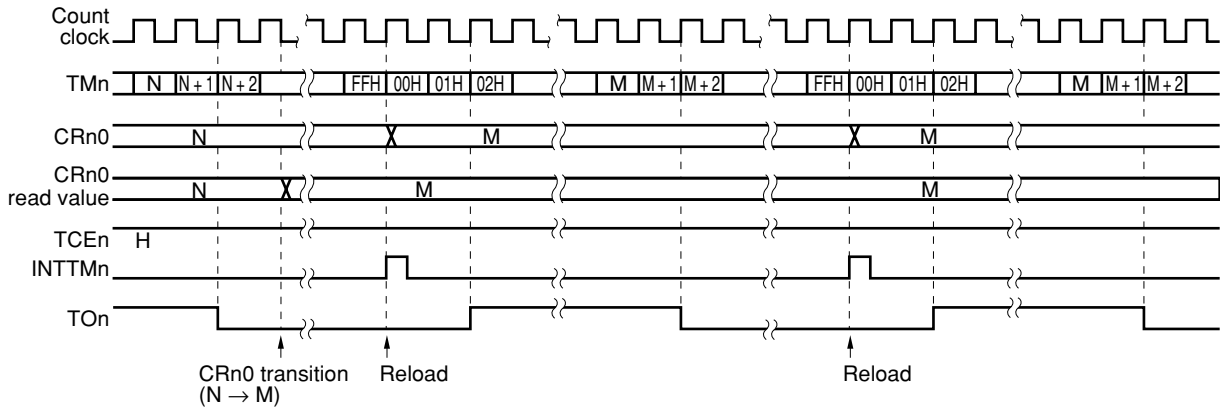 Count
clock
TMn N N + 1 N + 2 FFH 00H 01H 02H M M + 1 M + 2 FFH 00H 01H 02H M M + 1 M + 2
CRn0 N X M X M
CRn0
read value N X M M
TCEn H
INTTMn
TOn
CRn0 transition Reload Reload
(N → M)